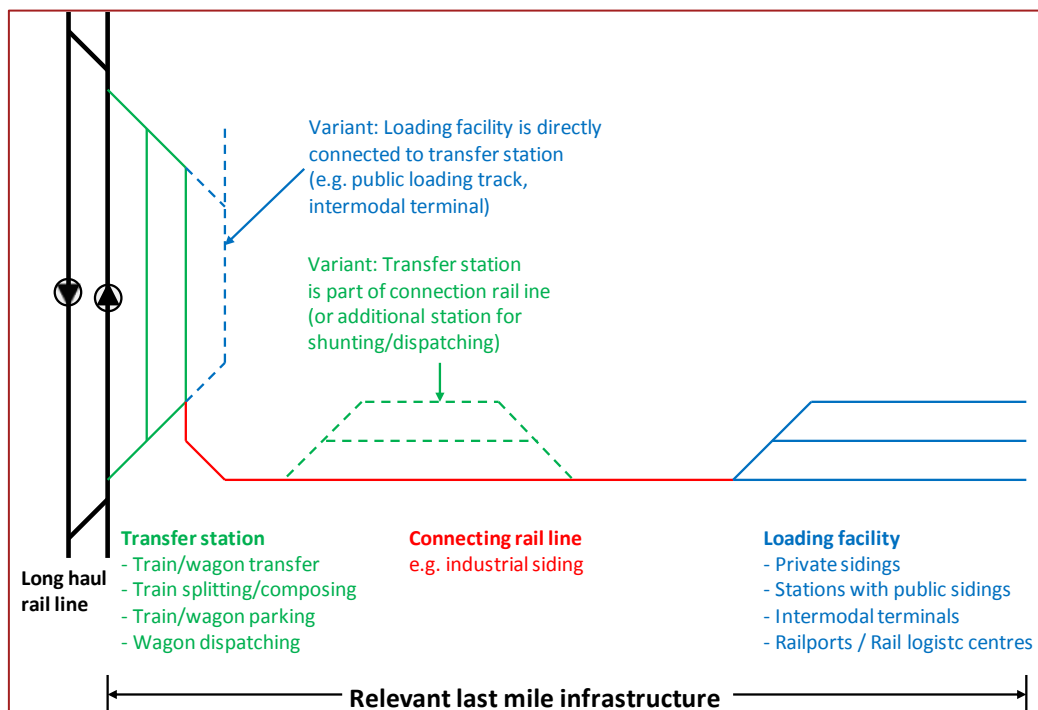 Variant: Loading facility is directly
connected to transfer station
(e.g. public loading track,
intermodal terminal)
Variant: Transfer station
is part of connection rail ine
(or additional station for
shunting/dispatching)
Long haul
rail line
Transfer station
- Train/wagon transfer
- Train splitting/composing
- Train/wagon parking
- Wagon dispatching
Connecting rail line
e.g. industrial siding
Loading facility
- Private sidings
- Stations with public sidings
- Intermodal terminals
- Railports / Rail logistc centres
Relevant last mile infrastructure